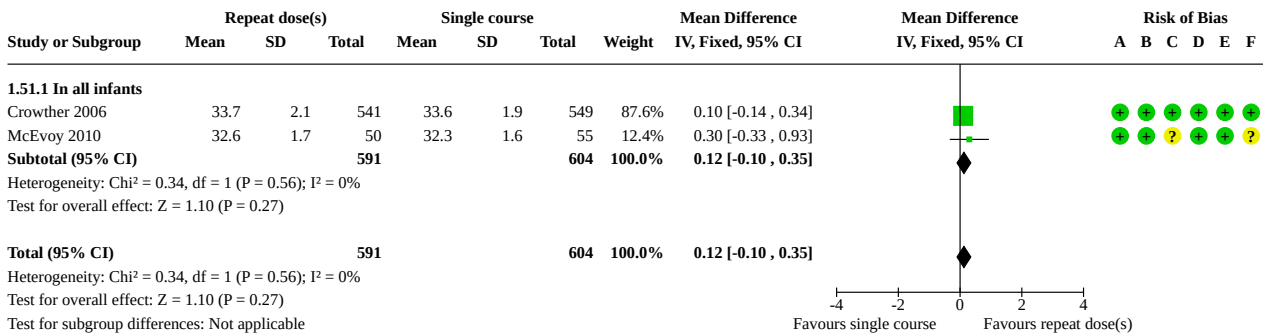 Repeat dose(s) Single course Mean Difference Mean Difference Risk of Bias
Study or Subgroup Mean SD Total Mean SD Total Weight IV, Fixed, 95% CI IV, Fixed, 95% CI A B C D E F
1.51.1 In all infants
Crowther 2006 33.7 2.1 541 33.6 1.9 549 87.6% 0.10 [-0.14 , 0.34] + + + + + +
McEvoy 2010 32.6 1.7 50 32.3 1.6 55 12.4% 0.30 [-0.33 , 0.93] + + ? + + ?
Subtotal (95% CI) 591 604 100.0% 0.12 [-0.10 , 0.35]
Heterogeneity: Chi² = 0.34, df = 1 (P = 0.56); I² = 0%
Test for overall effect: Z = 1.10 (P = 0.27)
Total (95% CI) 591 604 100.0% 0.12 [-0.10 , 0.35]
Heterogeneity: Chi² = 0.34, df = 1 (P = 0.56); I² = 0%
Test for overall effect: Z = 1.10 (P = 0.27) -4 -2 0 2 4
Test for subgroup differences: Not applicable Favours single course Favours repeat dose(s)